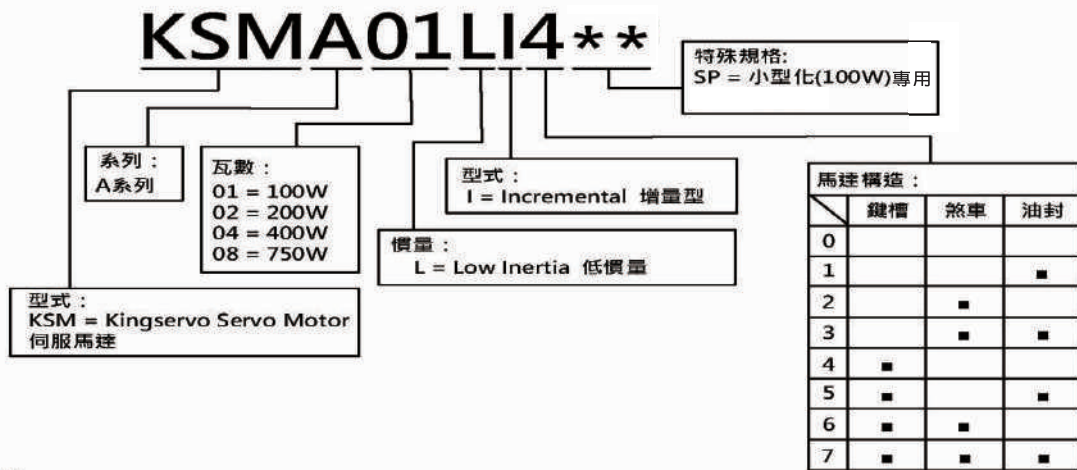 KSMA01LI4**
特殊規格:
SP = 小型化(100W)專用
系列：
A系列
瓦數：
01 = 100W
02 = 200W
04 = 400W
08 = 750W
型式：
I = Incremental 增量型
慣量：
L = Low Inertia 低慣量
型式：
KSM = Kingservo Servo Motor
伺服馬達
馬達構造：
鍵槽 煞車 油封
0
1 ■
2 ■
3 ■ ■
4 ■
5 ■ ■
6 ■ ■
7 ■ ■ ■